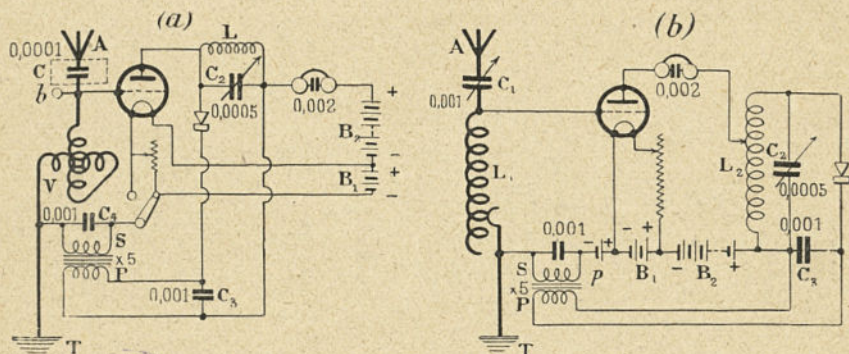 (a)
0,0001
A
C
b
L
C₂
0,0005
0,002
+
B₂
-
+
B₁
-
V
0,001
C₃
S
x5
P
0,001
C₃
T
(b)
A
0,001
C₁
0,002
L₁
L₂
C₂
0,0005
0,001
0,001
C₃
- +
p
- +
B₁
-
B₂
+
S
x5
P
T